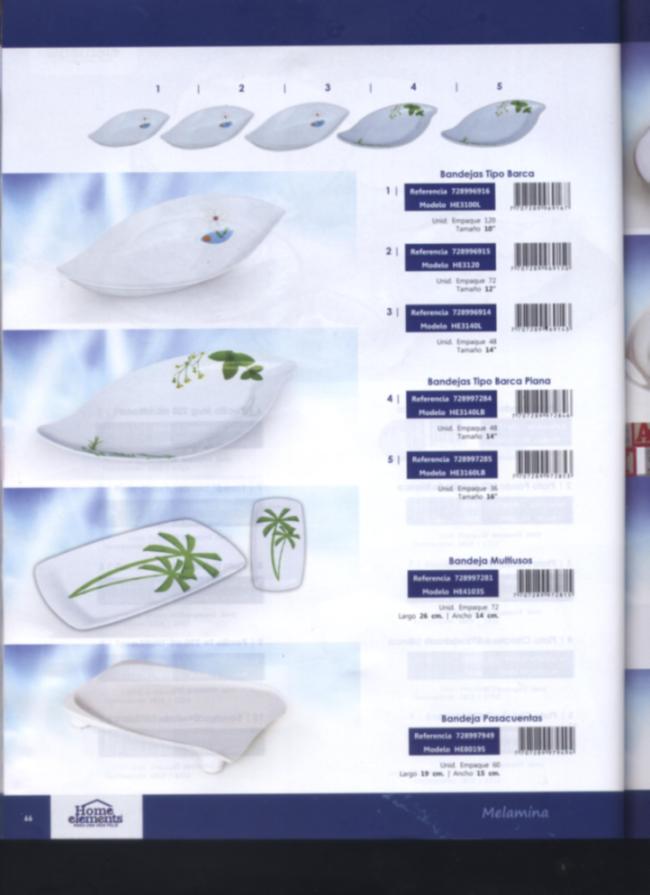 1 | 2 | 3 | 4 | 5
Bandejas Tipo Barca
1 | Referencia 728996916
Modelo HE3100L
Unid. Empaque 120
Tamaño 10"
2 | Referencia 728996915
Modelo HE3120
Unid. Empaque 72
Tamaño 12"
3 | Referencia 728996914
Modelo HE3140L
Unid. Empaque 48
Tamaño 14"
Bandejas Tipo Barca Plana
4 | Referencia 728997284
Modelo HE3140LB
Unid. Empaque 48
Tamaño 14"
5 | Referencia 728997285
Modelo HE3160LB
Unid. Empaque 36
Tamaño 16"
Bandeja Multiusos
Referencia 728997281
Modelo HE4103S
Unid. Empaque 72
Largo 26 cm. | Ancho 14 cm.
Bandeja Pasacuentas
Referencia 728997949
Modelo HE8019S
Unid. Empaque 60
Largo 19 cm. | Ancho 15 cm.
66
Home
elements
Melamina